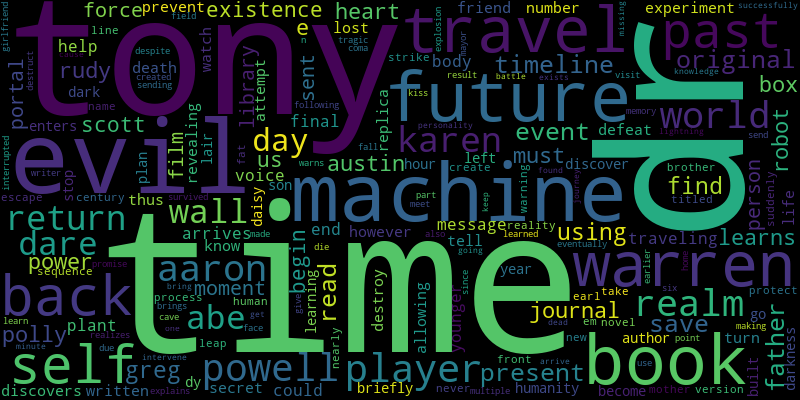 successfully
girlfriend prevent field despite tragic coma friend number experiment
force existence heart missing
line tony travel past
help watch e lost explosion mayor
rudy death created sending n strike visit knowledge
portal dark library attempt sent body timeline original
destruct name result battle exists box
kiss future dr
scott revealing film final replica memory lightning world
enters evil day personality karen event defeat send
interrupted plan lair fat voice us fall warns austin hour must robot
stop writer left discover person brother
escape century thus wall daisy son machine create warning journey found find
survived part meet suddenly titled life
return arrives made end message reality using traveling learns
dare however also tell keep know
power begin die going learned eventually earlier home
sequence promise aaron moment year since warren protect
back process human bring brings read destroy allowing younger journal earl take six
learn cave one give get time em novel realm darkness
polly plant abe learning face dead realizes
minute due leap nearly front new save go father
self greg dy powell player arrive present author point turn
intervene making built
discovers written secret could briefly never multiple humanity book use become mother version
explains